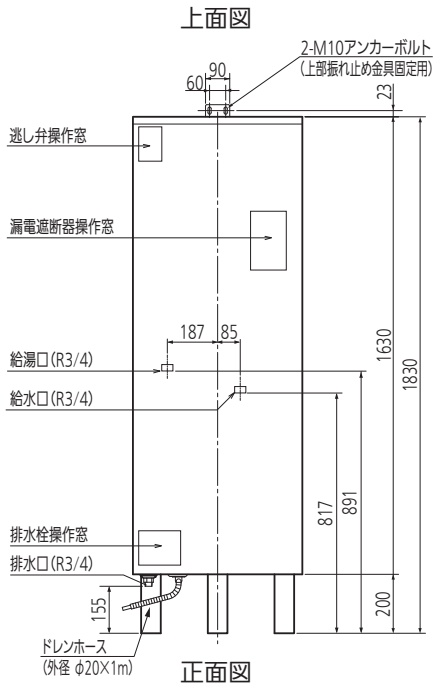 上面図
2-M10アンカーボルト
(上部振れ止め金具固定用)
90
60
23
逃し弁操作窓
漏電遮断器操作窓
187
85
1630
1830
給湯口(R3/4)
給水口(R3/4)
817
891
排水栓操作窓
排水口(R3/4)
155
200
ドレンホース
(外径 φ20×1m)
正面図